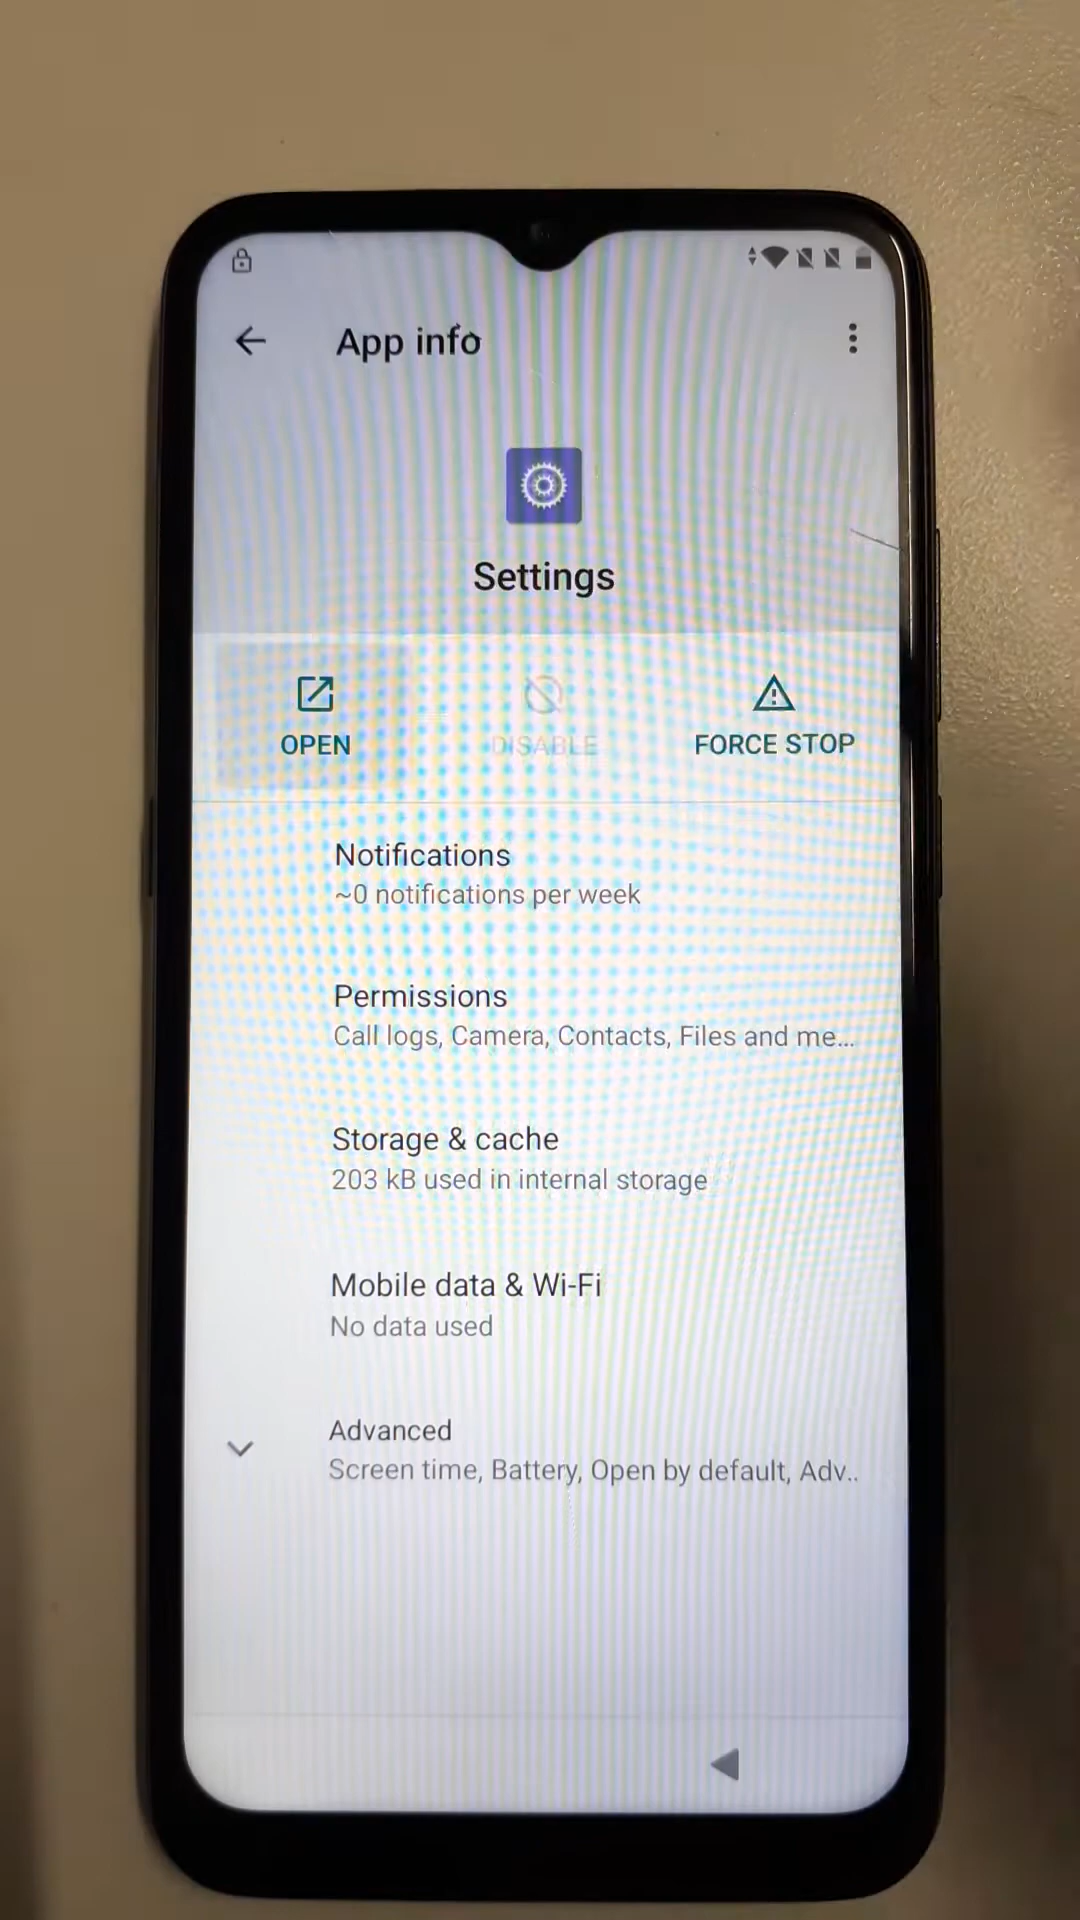 App info
Settings
OPEN
DISABLE
FORCE STOP
Notifications
~0 notifications per week
Permissions
Call logs, Camera, Contacts, Files and me...
Storage & cache
203 kB used in internal storage
Mobile data & Wi-Fi
No data used
Advanced
Screen time, Battery, Open by default, Adv..